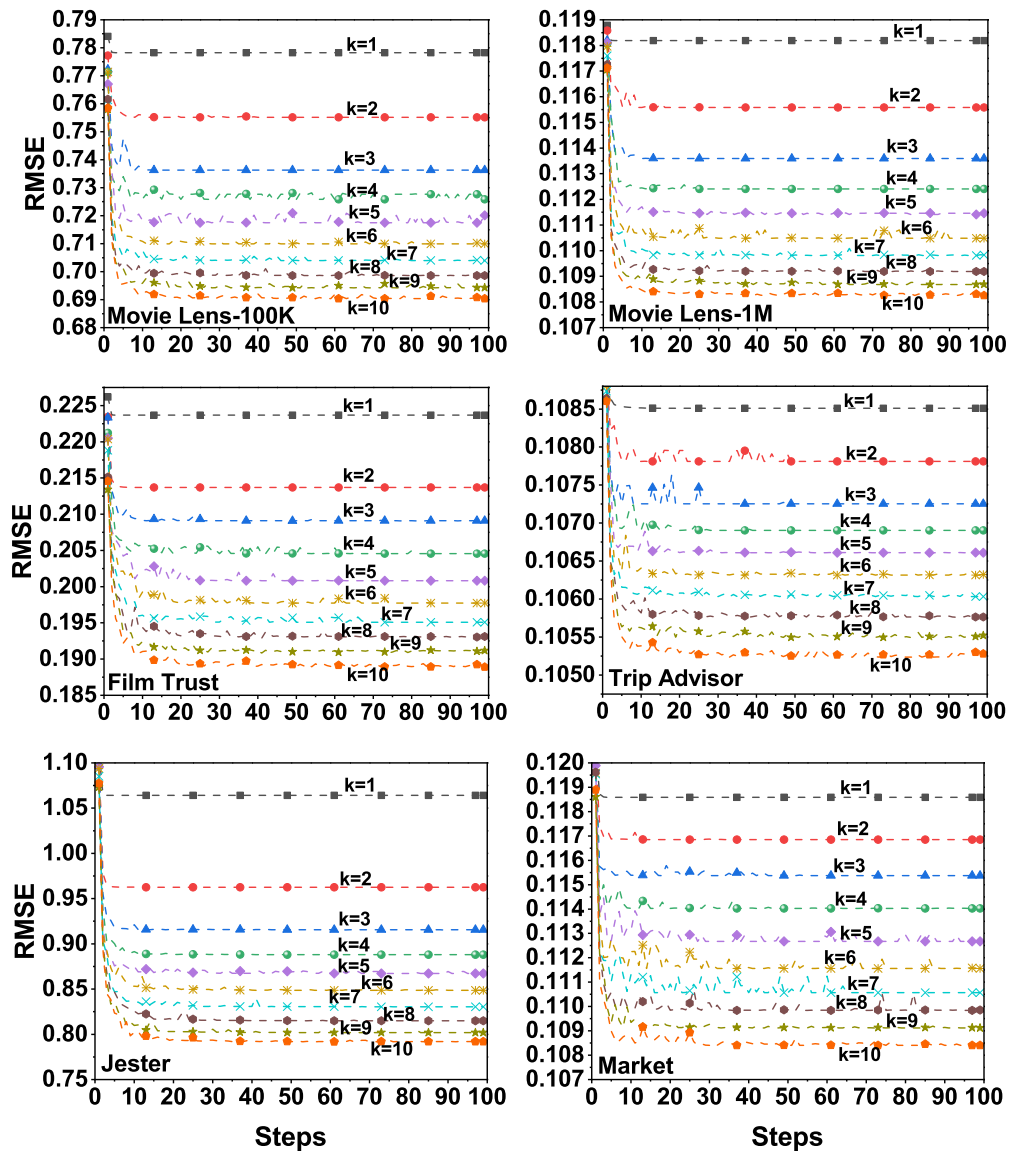 RMSE
0.79
0.78
0.77
0.76
0.75
0.74
0.73
0.72
0.71
0.70
0.69
0.68
k=1
k=2
k=3
k=4
k=5
k=6
k=7
k=8
k=9
k=10
Movie Lens-100K
0 10 20 30 40 50 60 70 80 90 100
0.119
0.118
0.117
0.116
0.115
0.114
0.113
0.112
0.111
0.110
0.109
0.108
0.107
k=1
k=2
k=3
k=4
k=5
k=6
k=7
k=8
k=9
k=10
Movie Lens-1M
0 10 20 30 40 50 60 70 80 90 100
RMSE
0.225
0.220
0.215
0.210
0.205
0.200
0.195
0.190
0.185
k=1
k=2
k=3
k=4
k=5
k=6
k=7
k=8
k=9
k=10
Film Trust
0 10 20 30 40 50 60 70 80 90 100
0.1085
0.1080
0.1075
0.1070
0.1065
0.1060
0.1055
0.1050
k=1
k=2
k=3
k=4
k=5
k=6
k=7
k=8
k=9
k=10
Trip Advisor
0 10 20 30 40 50 60 70 80 90 100
RMSE
1.10
1.05
1.00
0.95
0.90
0.85
0.80
0.75
k=1
k=2
k=3
k=4
k=5
k=6
k=7
k=8
k=9
k=10
Jester
0 10 20 30 40 50 60 70 80 90 100
Steps
0.120
0.119
0.118
0.117
0.116
0.115
0.114
0.113
0.112
0.111
0.110
0.109
0.108
0.107
k=1
k=2
k=3
k=4
k=5
k=6
k=7
k=8
k=9
k=10
Market
0 10 20 30 40 50 60 70 80 90 100
Steps